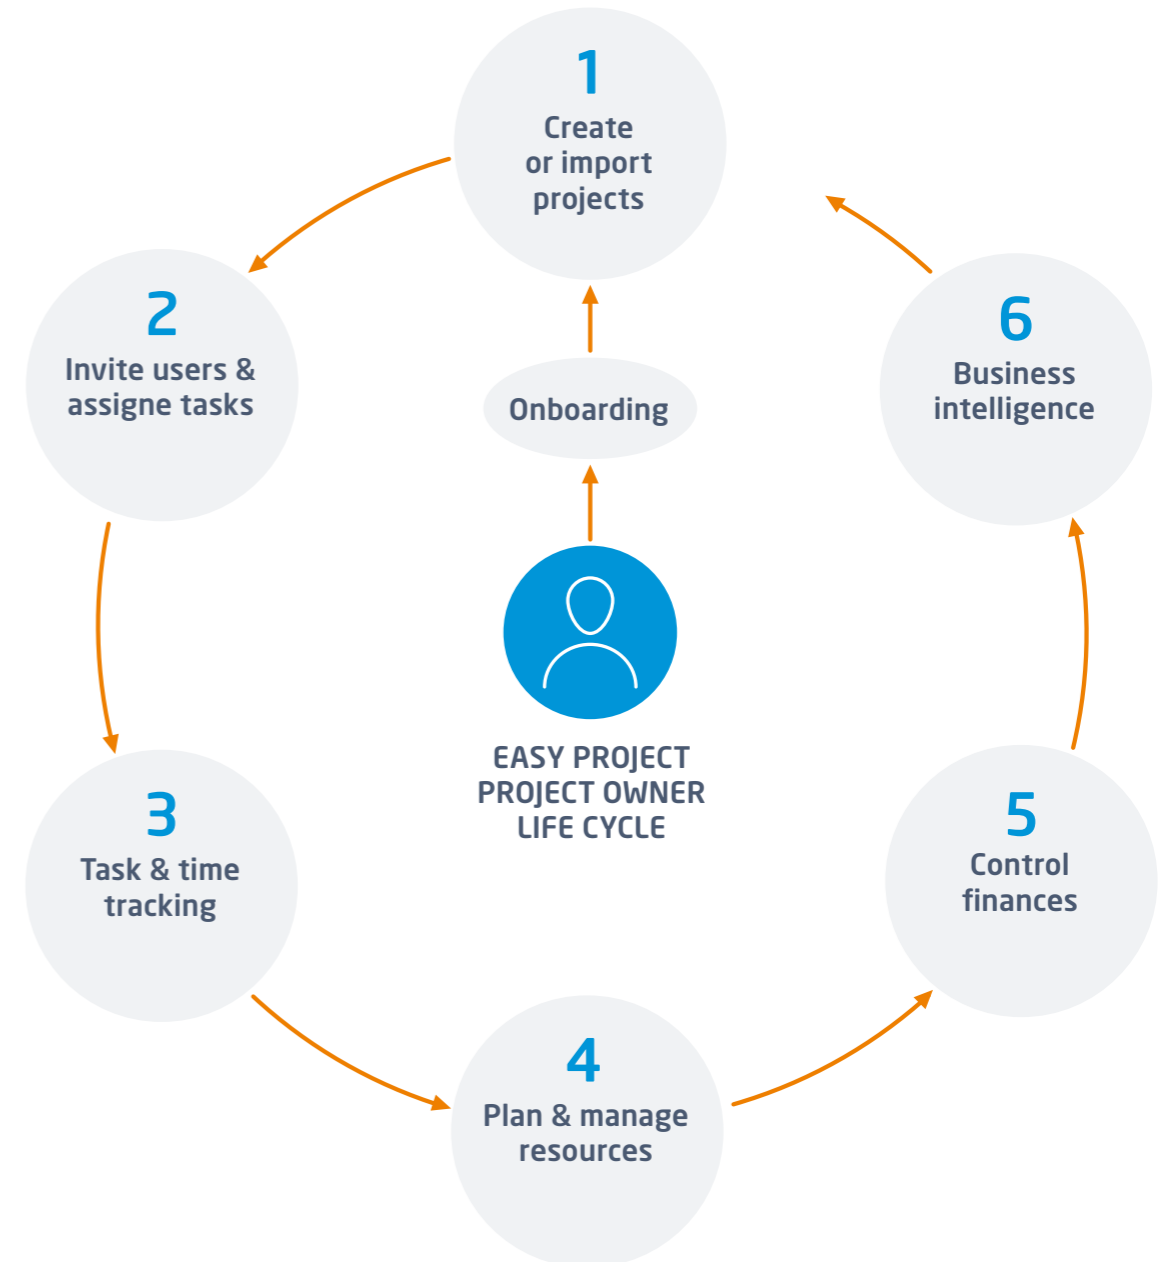 1
Create
or import
projects
2
Invite users &
assigne tasks
3
Task & time
tracking
4
Plan & manage
resources
5
Control
finances
6
Business
intelligence
Onboarding
EASY PROJECT
PROJECT OWNER
LIFE CYCLE